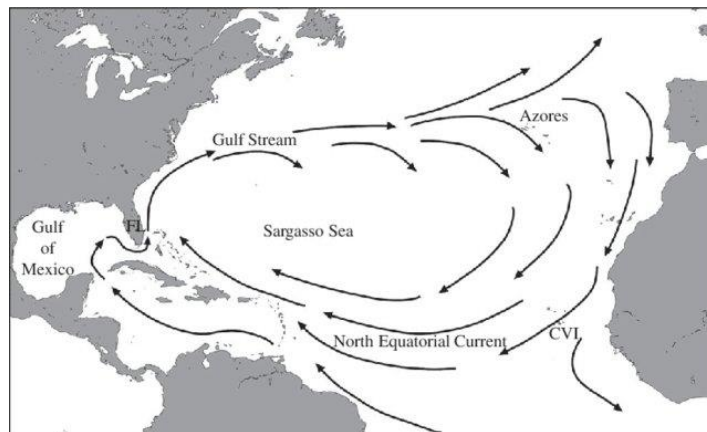 Azores
Gulf Stream
FL
Gulf
of
Mexico
Sargasso Sea
North Equatorial Current
CVI